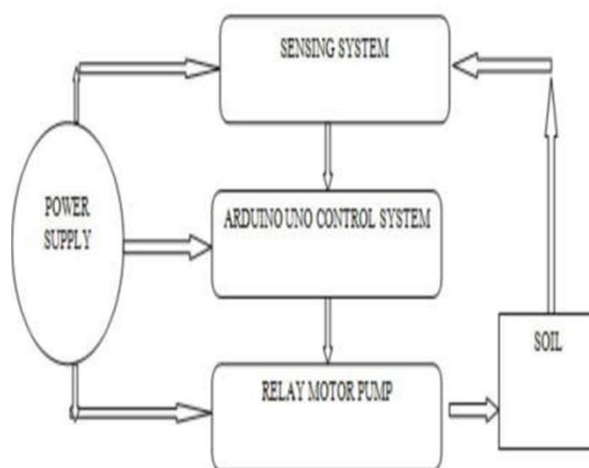 SENSING SYSTEM
POWER
SUPPLY
ARDUINO UNO CONTROL SYSTEM
RELAY MOTOR PUMP
SOIL